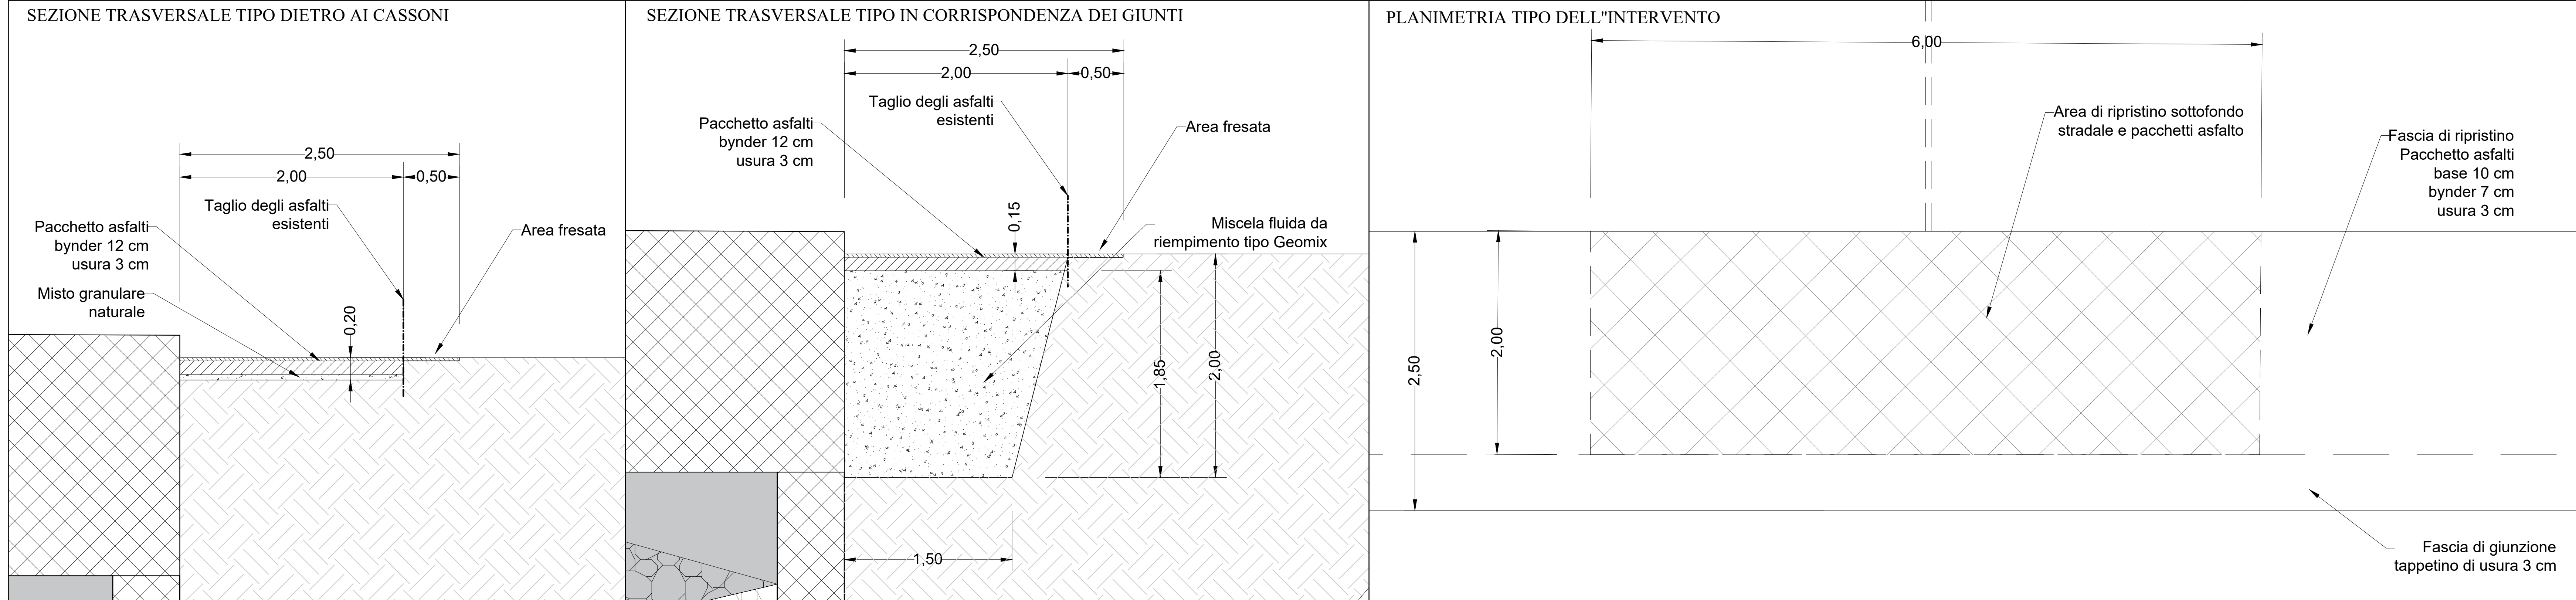 SEZIONE TRASVERSALE TIPO DIETRO AI CASSONI
2,50
2,00
0,50
Taglio degli asfalti
esistenti
Pacchetto asfalti
bynder 12 cm
usura 3 cm
Area fresata
Misto granulare
naturale
0,20
SEZIONE TRASVERSALE TIPO IN CORRISPONDENZA DEI GIUNTI
2,50
2,00
0,50
Taglio degli asfalti
esistenti
Pacchetto asfalti
bynder 12 cm
usura 3 cm
Area fresata
0,15
Miscela fluida da
riempimento tipo Geomix
1,85
2,00
1,50
PLANIMETRIA TIPO DELL"INTERVENTO
6,00
Area di ripristino sottofondo
stradale e pacchetti asfalto
Fascia di ripristino
Pacchetto asfalti
base 10 cm
bynder 7 cm
usura 3 cm
2,50
2,00
Fascia di giunzione
tappetino di usura 3 cm